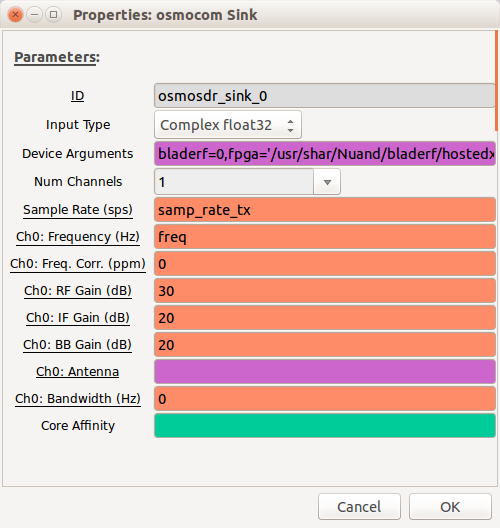 Properties: osmocom Sink
Parameters:
ID osmosdr_sink_0
Input Type Complex float32
Device Arguments bladerf=0,fpga='/usr/shar/Nuand/bladerf/hostedx
Num Channels 1
Sample Rate (sps) samp_rate_tx
Ch0: Frequency (Hz) freq
Ch0: Freq. Corr. (ppm) 0
Ch0: RF Gain (dB) 30
Ch0: IF Gain (dB) 20
Ch0: BB Gain (dB) 20
Ch0: Antenna
Ch0: Bandwidth (Hz) 0
Core Affinity
Cancel OK